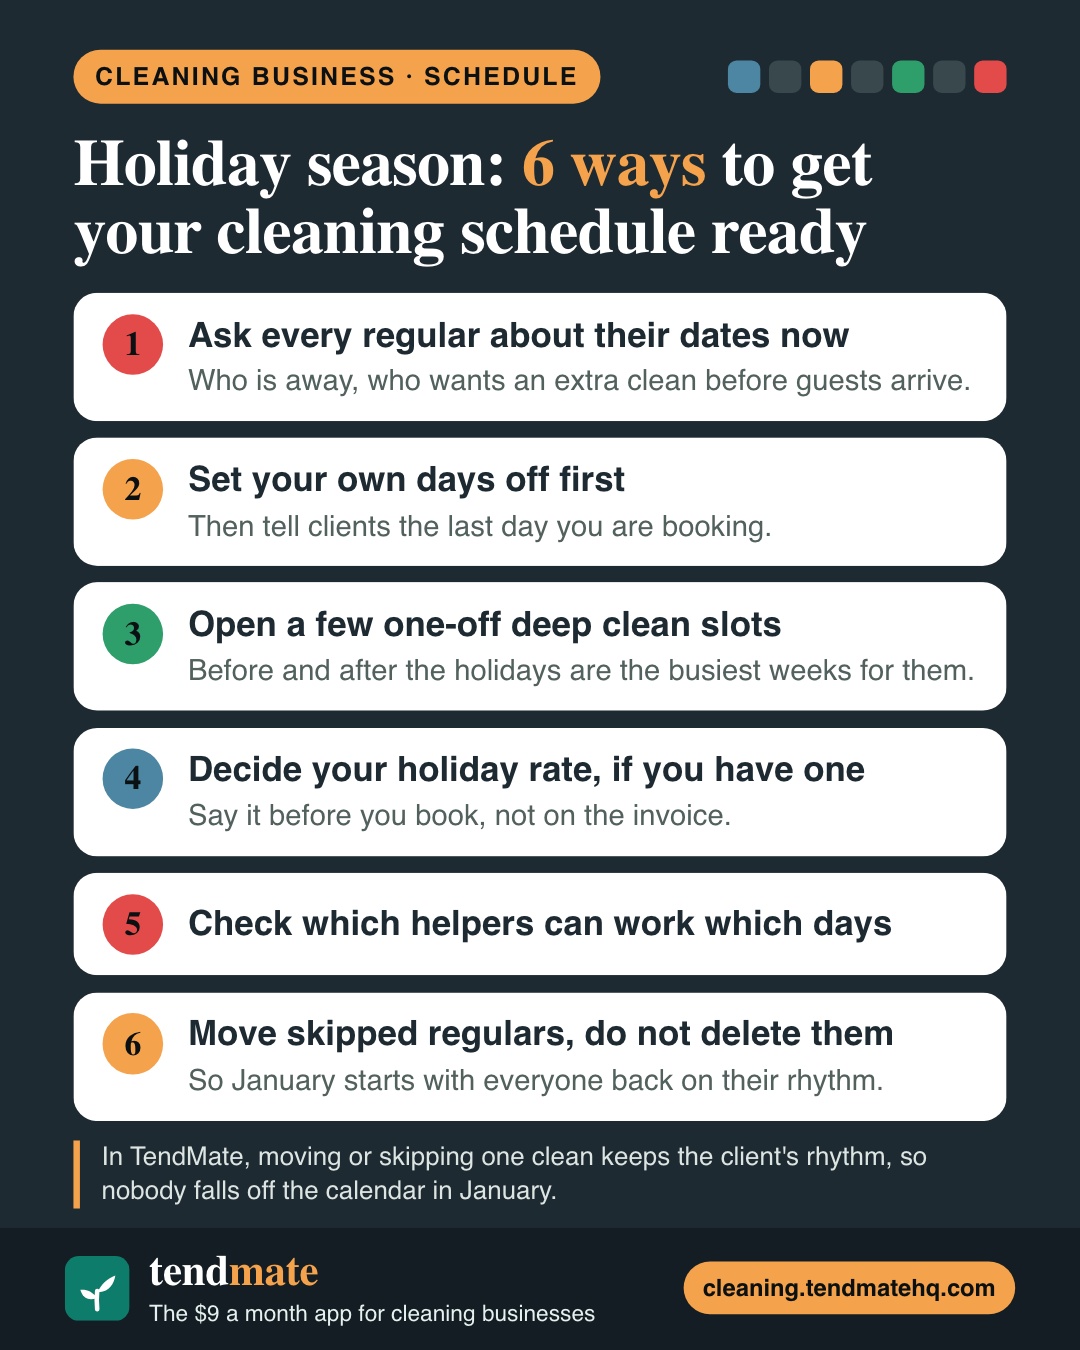 CLEANING BUSINESS · SCHEDULE
Holiday season: 6 ways to get
your cleaning schedule ready
1
Ask every regular about their dates now
Who is away, who wants an extra clean before guests arrive.
2
Set your own days off first
Then tell clients the last day you are booking.
3
Open a few one-off deep clean slots
Before and after the holidays are the busiest weeks for them.
4
Decide your holiday rate, if you have one
Say it before you book, not on the invoice.
5
Check which helpers can work which days
6
Move skipped regulars, do not delete them
So January starts with everyone back on their rhythm.
In TendMate, moving or skipping one clean keeps the client's rhythm, so
nobody falls off the calendar in January.
tendmate
The $9 a month app for cleaning businesses
cleaning.tendmatehq.com